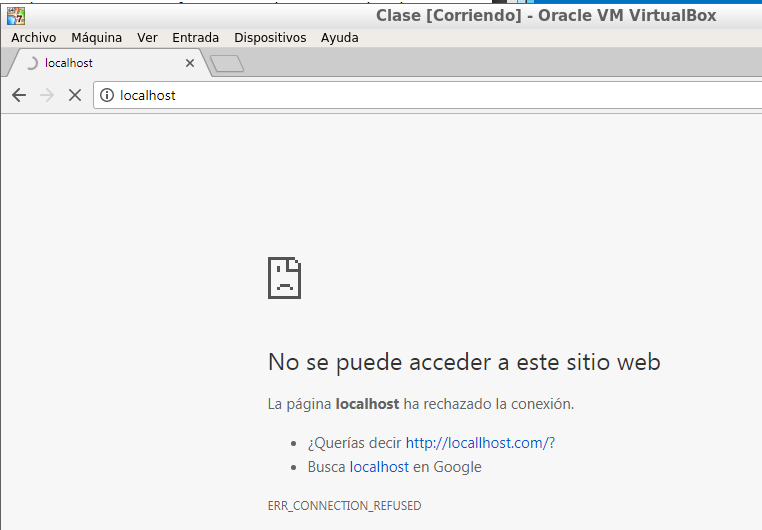 Clase [Corriendo] - Oracle VM VirtualBox
Archivo Máquina Ver Entrada Dispositivos Ayuda
localhost
localhost
No se puede acceder a este sitio web
La página localhost ha rechazado la conexión.
¿Querías decir http://locallhost.com/?
Busca localhost en Google
ERR_CONNECTION_REFUSED